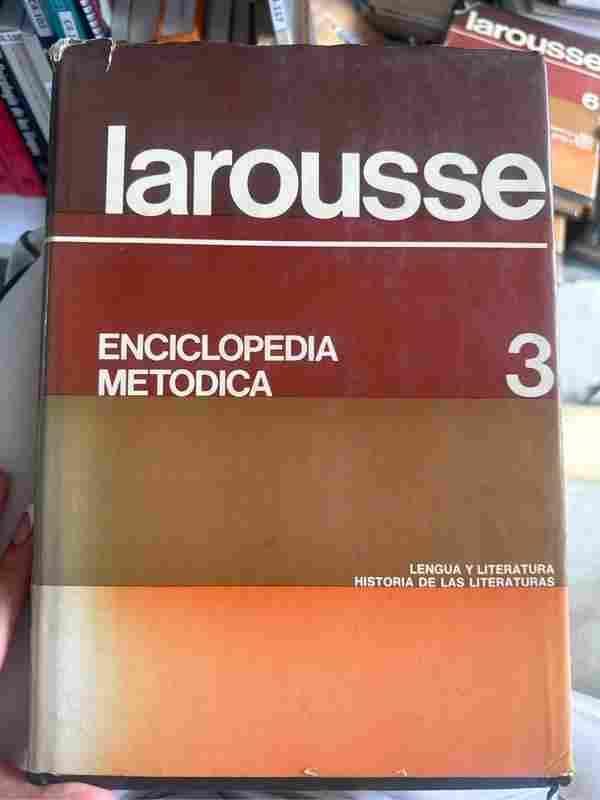 larousse
ENCICLOPEDIA
METODICA
3
LENGUA Y LITERATURA
HISTORIA DE LAS LITERATURAS
larousse
6